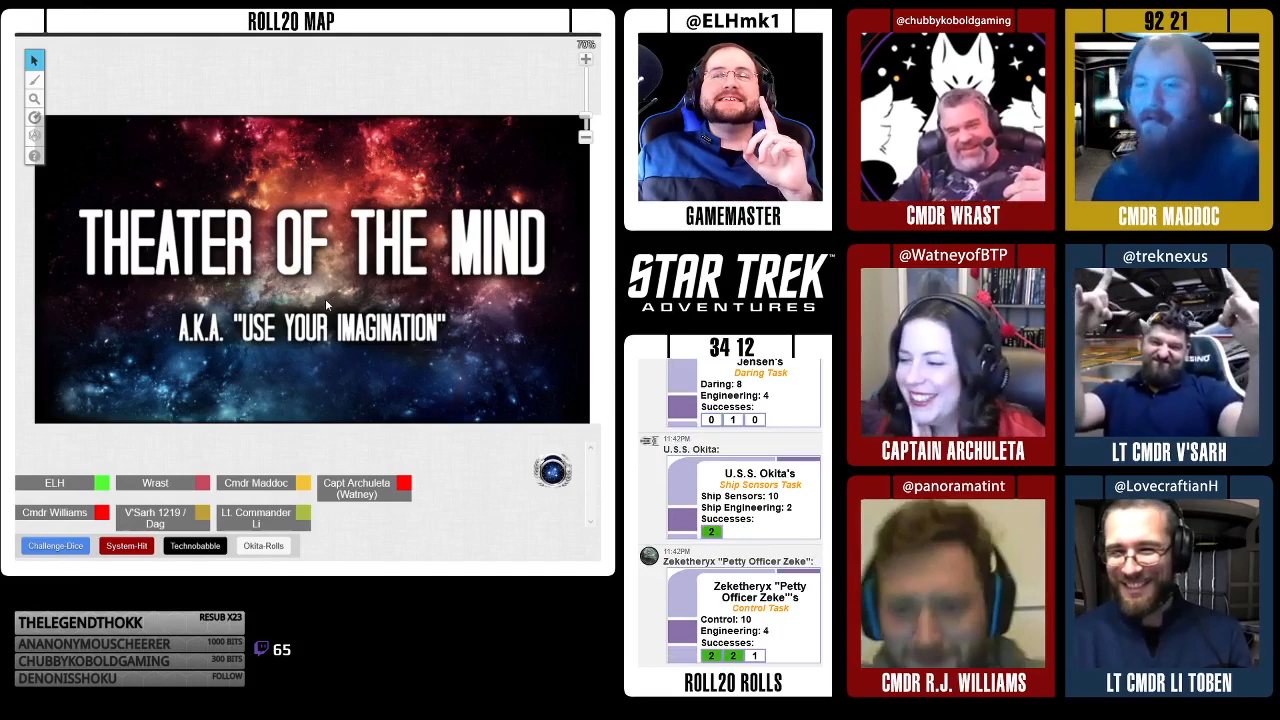 ROLL20 MAP
70%
THEATER OF THE MIND
A.K.A. "USE YOUR IMAGINATION"
ELH
Wrast
Cmdr Maddoc
Capt Archuleta
(Watney)
Cmdr Williams
V'Sarh 1219 /
Dag
Lt. Commander
Li
Challenge-Dice
System-Hit
Technobabble
Okita-Rolls
THELEGENDTHOKK RESUB X23
ANANONYMOUSCHEERER 1000 BITS
CHUBBYKOBOLDGAMING 300 BITS
DENONISSHOKU FOLLOW
65
@ELHmk1
GAMEMASTER
STAR TREK™
ADVENTURES
34 12
Jensen's
Daring Task
Daring: 8
Engineering: 4
Successes:
0 1 0
11:42PM
U.S.S. Okita:
U.S.S. Okita's
Ship Sensors Task
Ship Sensors: 10
Ship Engineering: 2
Successes:
2
11:42PM
Zeketheryx "Petty Officer Zeke":
Zeketheryx "Petty
Officer Zeke"'s
Control Task
Control: 10
Engineering: 4
Successes:
2 2 1
ROLL20 ROLLS
@chubbykoboldgaming
CMDR WRAST
92 21
CMDR MADDOC
@WatneyofBTP
CAPTAIN ARCHULETA
@treknexus
LT CMDR V'SARH
@panoramatint
CMDR R.J. WILLIAMS
@LovecraftianH
LT CMDR LI TOBEN